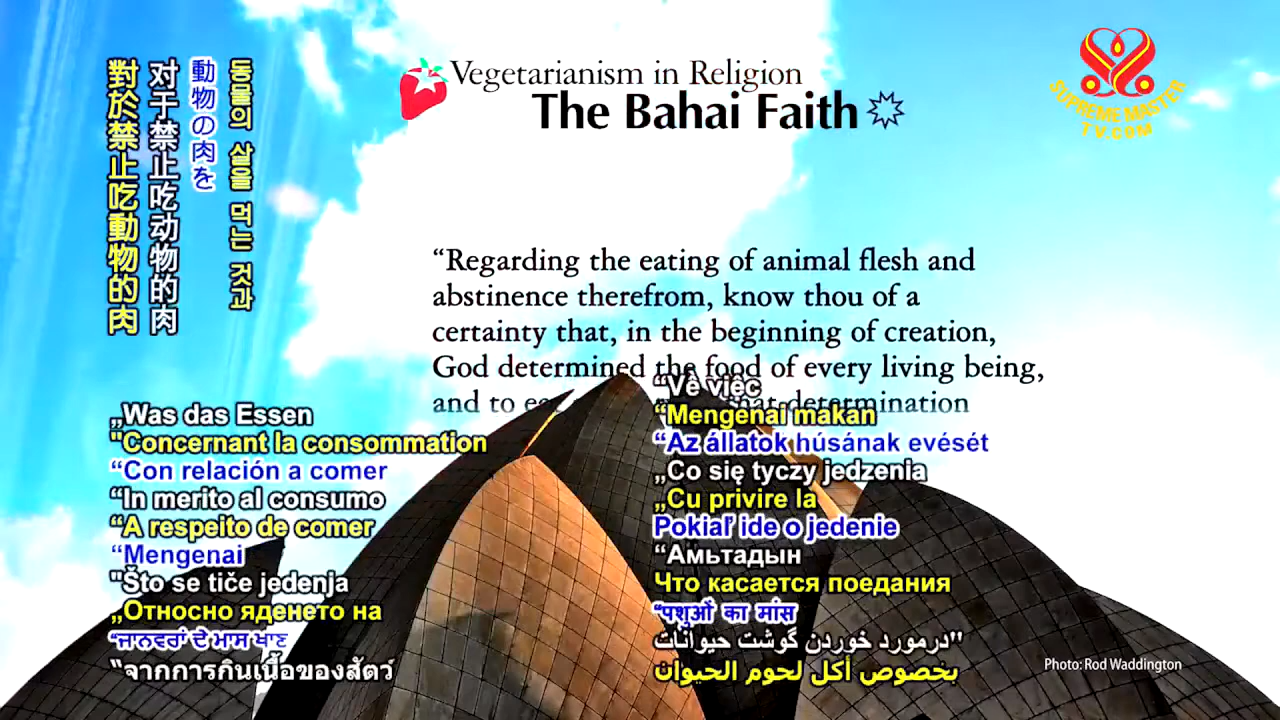 Vegetarianism in Religion
The Bahai Faith
SUPREME MASTER
TV.COM
對於禁止吃動物的肉
对于禁止吃动物的肉
動物の肉を
동물의 살을 먹는 것과
“Regarding the eating of animal flesh and
abstinence therefrom, know thou of a
certainty that, in the beginning of creation,
God determined the food of every living being,
and to determination
„Was das Essen
"Concernant la consommation
“Con relación a comer
“In merito al consumo
“A respeito de comer
“Mengenai
"Što se tiče jedenja
„Относно яденето на
“ਜਾਨਵਰਾਂ ਦੇ ਮਾਸ ਖਾਣ
“จากการกินเนื้อของสัตว์
“Về việc
“Mengenai makan
“Az állatok húsának evését
„Co się tyczy jedzenia
„Cu privire la
Pokiaľ ide o jedenie
“Амьтадын
Что касается поедания
“पशुओं का मांस
"درمورد خوردن گوشت حیوانات
بخصوص أكل لحوم الحيوان
Photo: Rod Waddington